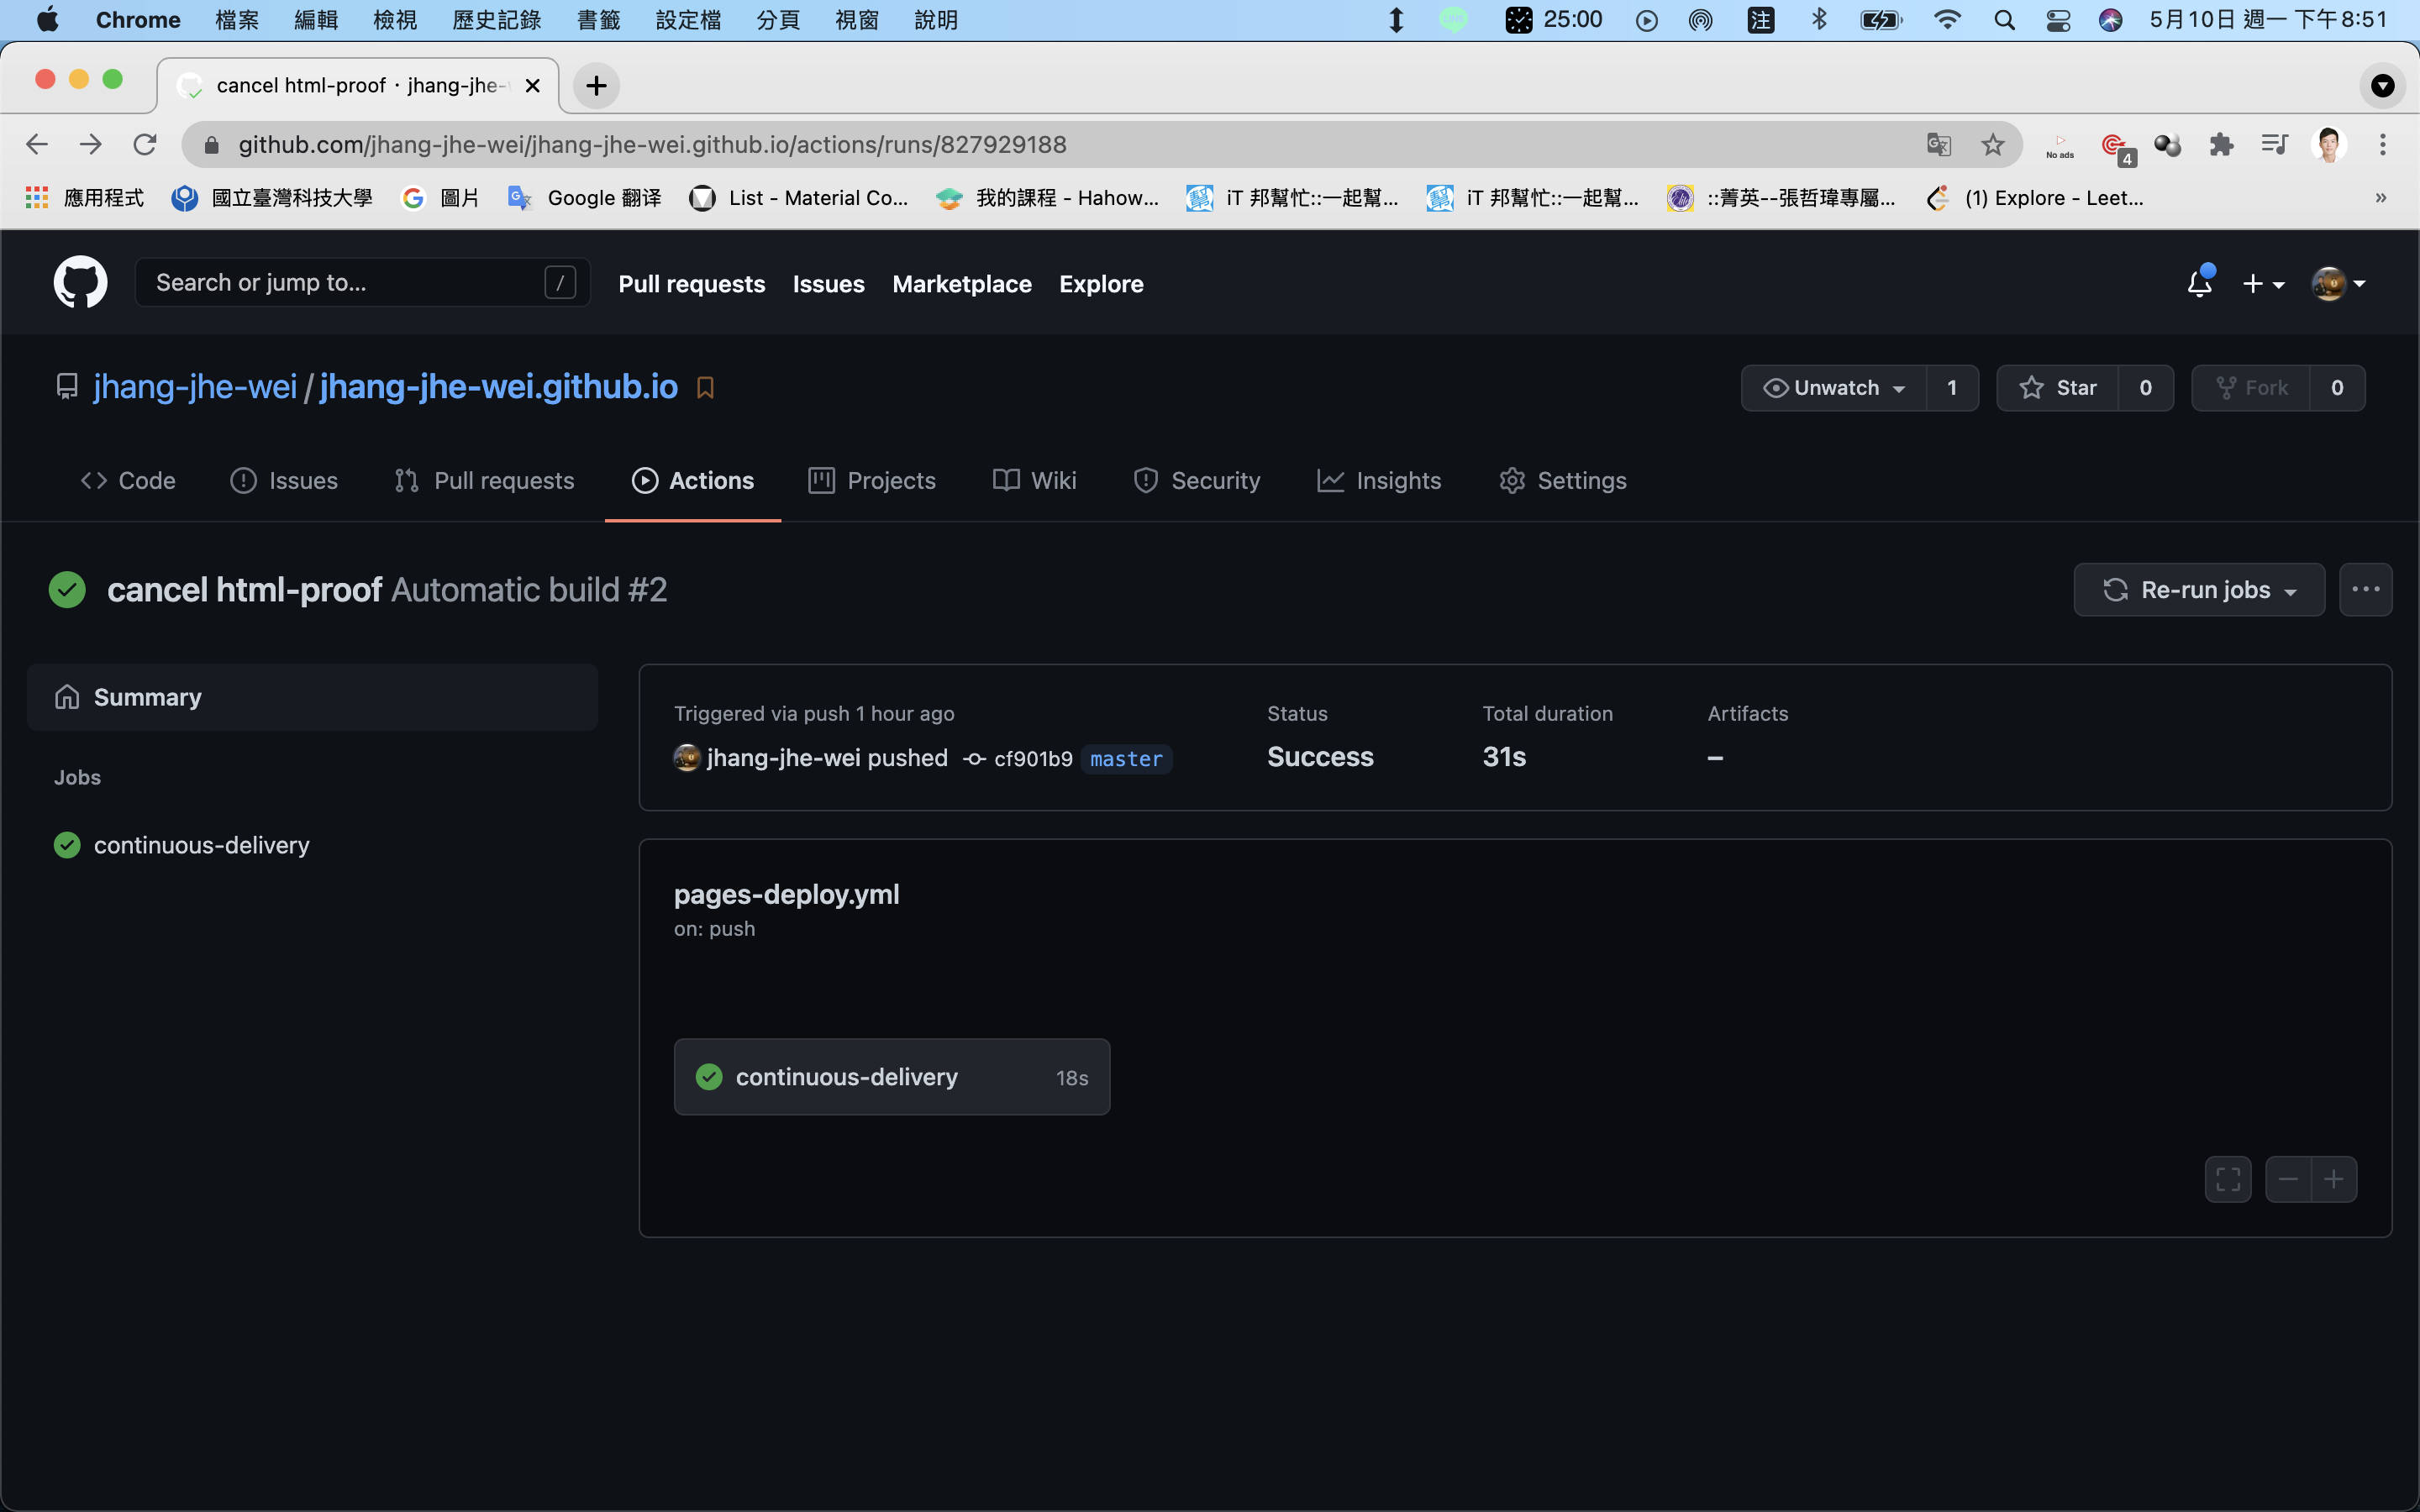 Chrome 檔案 編輯 檢視 歷史記錄 書籤 設定檔 分頁 視窗 說明 25:00 注 5月10日 週一 下午8:51
cancel html-proof · jhang-jhe-
github.com/jhang-jhe-wei/jhang-jhe-wei.github.io/actions/runs/827929188 No ads 4
應用程式 國立臺灣科技大學 圖片 Google 翻译 List - Material Co... 我的課程 - Hahow... iT 邦幫忙::一起幫... iT 邦幫忙::一起幫... ::菁英--張哲瑋專屬... (1) Explore - Leet... »
Search or jump to... / Pull requests Issues Marketplace Explore
jhang-jhe-wei / jhang-jhe-wei.github.io Unwatch 1 Star 0 Fork 0
Code Issues Pull requests Actions Projects Wiki Security Insights Settings
cancel html-proof Automatic build #2 Re-run jobs ...
Summary
Jobs
continuous-delivery
Triggered via push 1 hour ago Status Total duration Artifacts
jhang-jhe-wei pushed cf901b9 master Success 31s –
pages-deploy.yml
on: push
continuous-delivery 18s